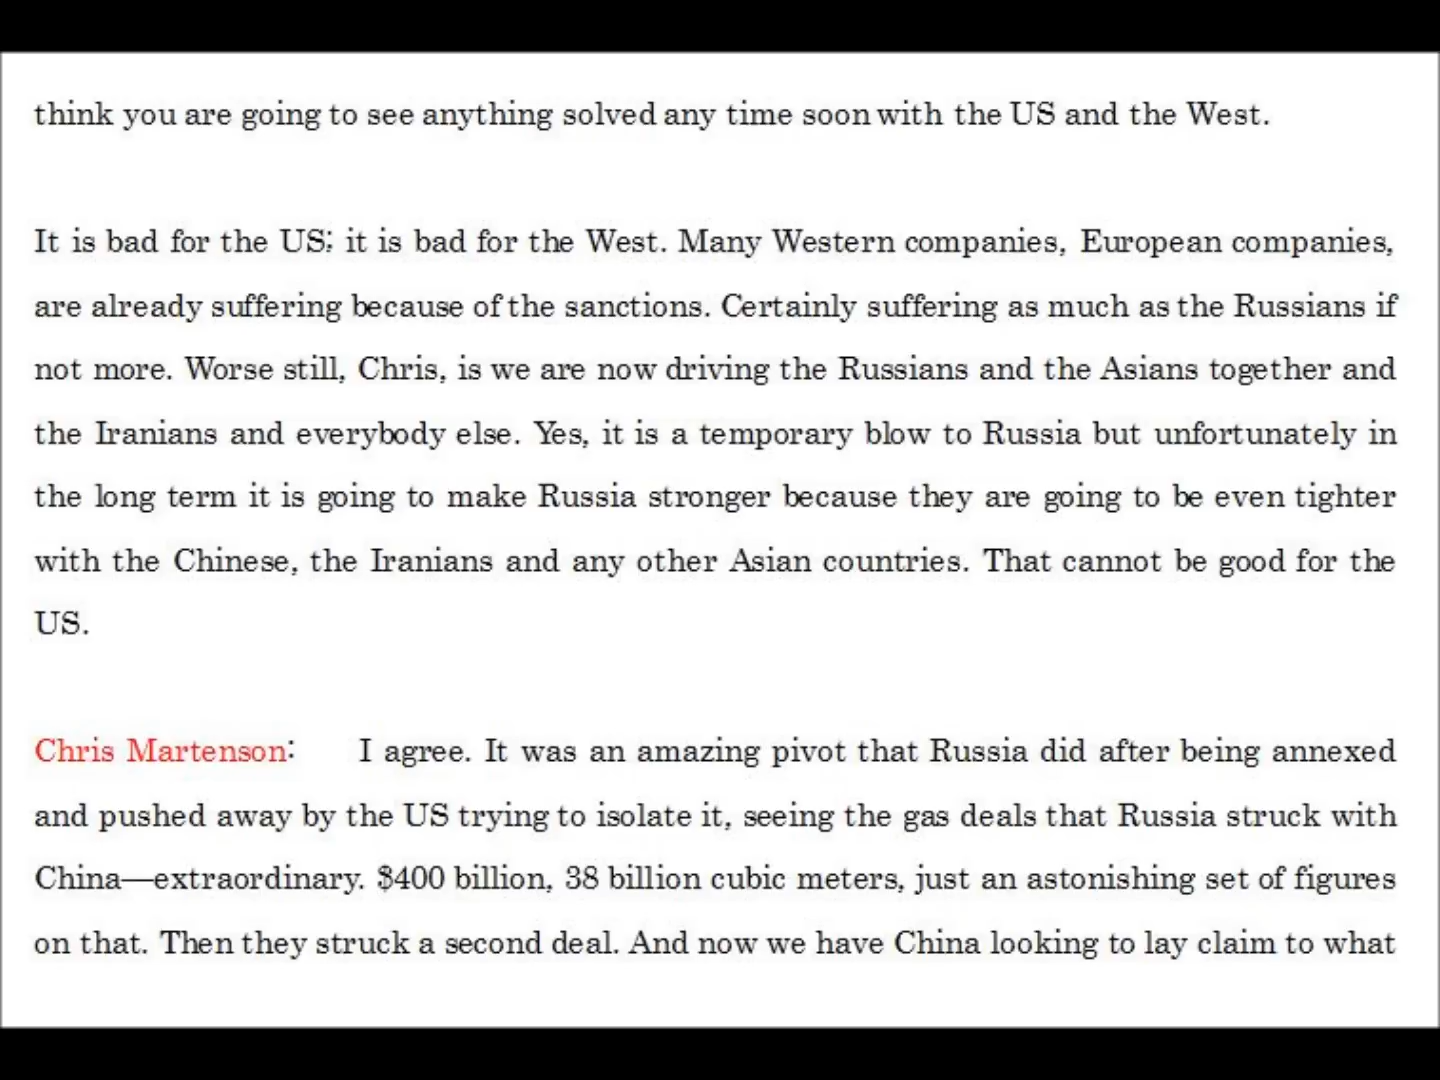 think you are going to see anything solved any time soon with the US and the West.
It is bad for the US; it is bad for the West. Many Western companies, European companies,
are already suffering because of the sanctions. Certainly suffering as much as the Russians if
not more. Worse still, Chris, is we are now driving the Russians and the Asians together and
the Iranians and everybody else. Yes, it is a temporary blow to Russia but unfortunately in
the long term it is going to make Russia stronger because they are going to be even tighter
with the Chinese, the Iranians and any other Asian countries. That cannot be good for the
US.
Chris Martenson: I agree. It was an amazing pivot that Russia did after being annexed
and pushed away by the US trying to isolate it, seeing the gas deals that Russia struck with
China—extraordinary. $400 billion, 38 billion cubic meters, just an astonishing set of figures
on that. Then they struck a second deal. And now we have China looking to lay claim to what